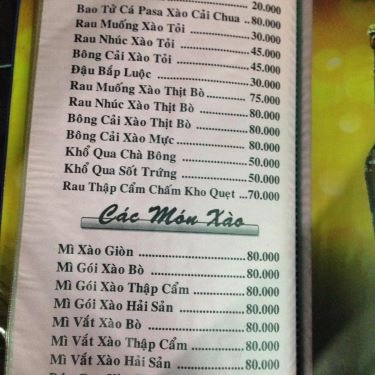 20.000
Bao Tử Cá Pasa Xào Cải Chua ..80.000
Rau Muống Xào Tỏi ..............30.000
Rau Nhúc Xào Tỏi ................45.000
Bông Cải Xào Tỏi ................45.000
Đậu Bắp Luộc ......................30.000
Rau Muống Xào Thịt Bò ........75.000
Rau Nhúc Xào Thịt Bò ..........80.000
Bông Cải Xào Thịt Bò ...........80.000
Bông Cải Xào Mực ................80.000
Khổ Qua Chà Bông ................50.000
Khổ Qua Sốt Trứng ...............50.000
Rau Thập Cẩm Chấm Kho Quẹt ..70.000
Các Món Xào
Mì Xào Giòn ..........................80.000
Mì Gói Xào Bò .......................80.000
Mì Gói Xào Thập Cẩm ...........80.000
Mì Gói Xào Hải Sản ..............80.000
Mì Vắt Xào Bò ......................80.000
Mì Vắt Xào Thập Cẩm ..........80.000
Mì Vắt Xào Hải Sản .............80.000